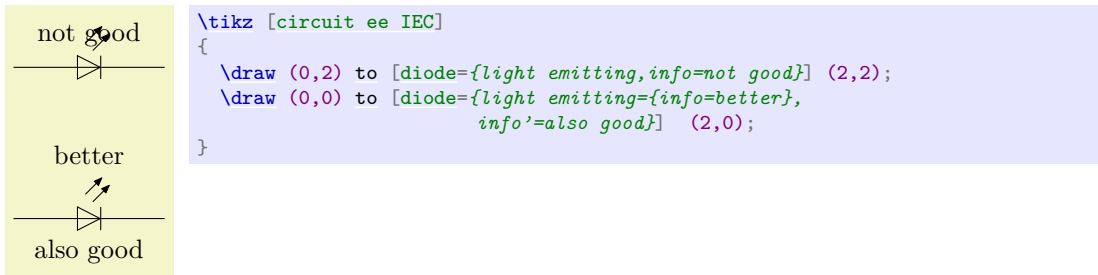 not good
better
also good
\tikz [circuit ee IEC]
{
  \draw (0,2) to [diode={light emitting,info=not good}] (2,2);
  \draw (0,0) to [diode={light emitting={info=better},
                         info'=also good}]  (2,0);
}